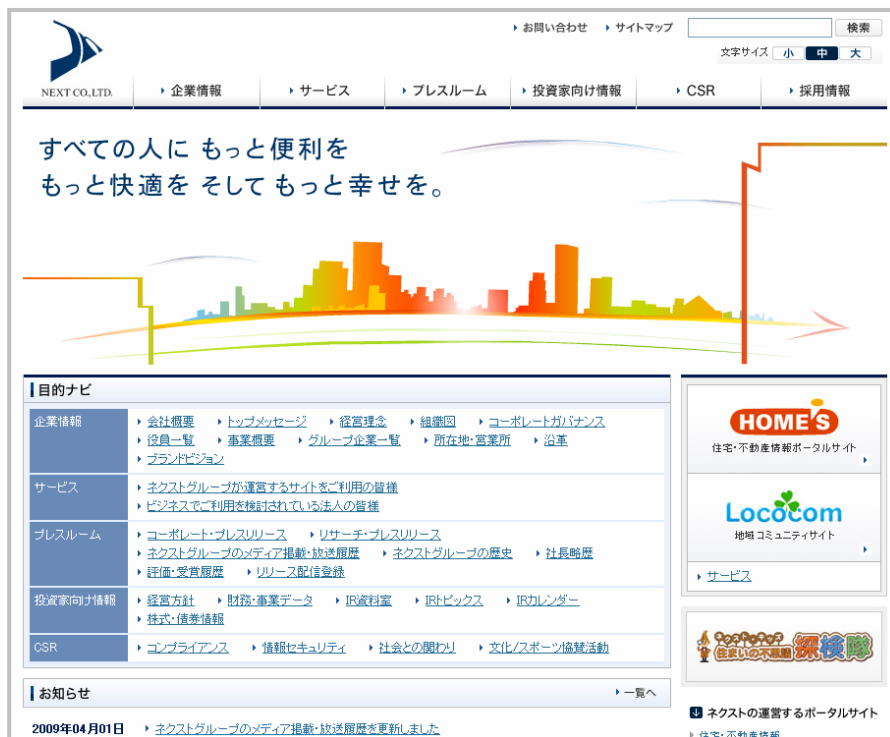 お問い合わせ サイトマップ 検索
文字サイズ 小 中 大
NEXT CO.,LTD.
企業情報 サービス プレスルーム 投資家向け情報 CSR 採用情報
すべての人に もっと便利を
もっと快適を そして もっと幸せを。
目的ナビ
企業情報
会社概要 トップメッセージ 経営理念 組織図 コーポレートガバナンス
役員一覧 事業概要 グループ企業一覧 所在地・営業所 沿革
ブランドビジョン
サービス
ネクストグループが運営するサイトをご利用の皆様
ビジネスでご利用を検討されている法人の皆様
プレスルーム
コーポレート・プレスリリース リサーチ・プレスリリース
ネクストグループのメディア掲載・放送履歴 ネクストグループの歴史 社長略歴
評価・受賞履歴 リリース配信登録
投資家向け情報
経営方針 財務・事業データ IR資料室 IRトピックス IRカレンダー
株式・債券情報
CSR
コンプライアンス 情報セキュリティ 社会との関わり 文化/スポーツ協賛活動
お知らせ 一覧へ
2009年04月01日 ネクストグループのメディア掲載・放送履歴を更新しました
HOME'S
住宅・不動産情報ポータルサイト
Lococom
地域コミュニティサイト
サービス
ネクスト・キッズ
住まいの不思議 探検隊
ネクストの運営するポータルサイト
住宅・不動産情報